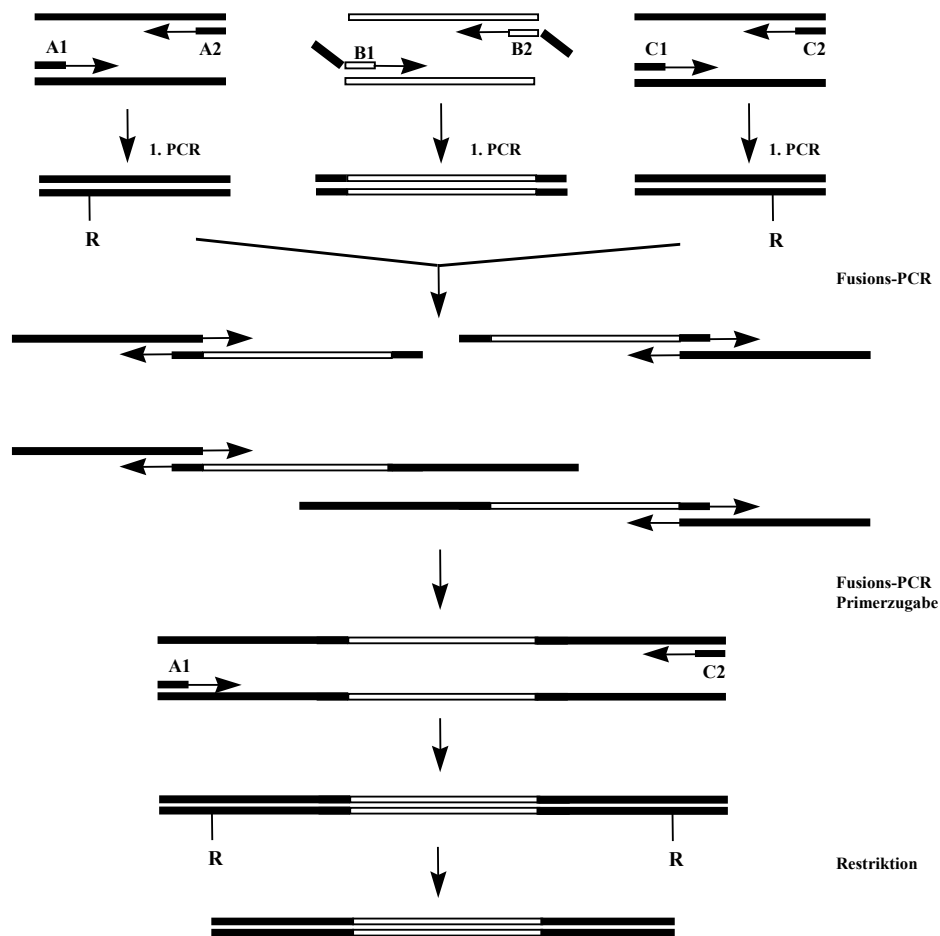 A1
A2
B1
B2
C1
C2
1. PCR
1. PCR
1. PCR
R
R
Fusions-PCR
Fusions-PCR
Primerzugabe
A1
C2
R
R
Restriktion